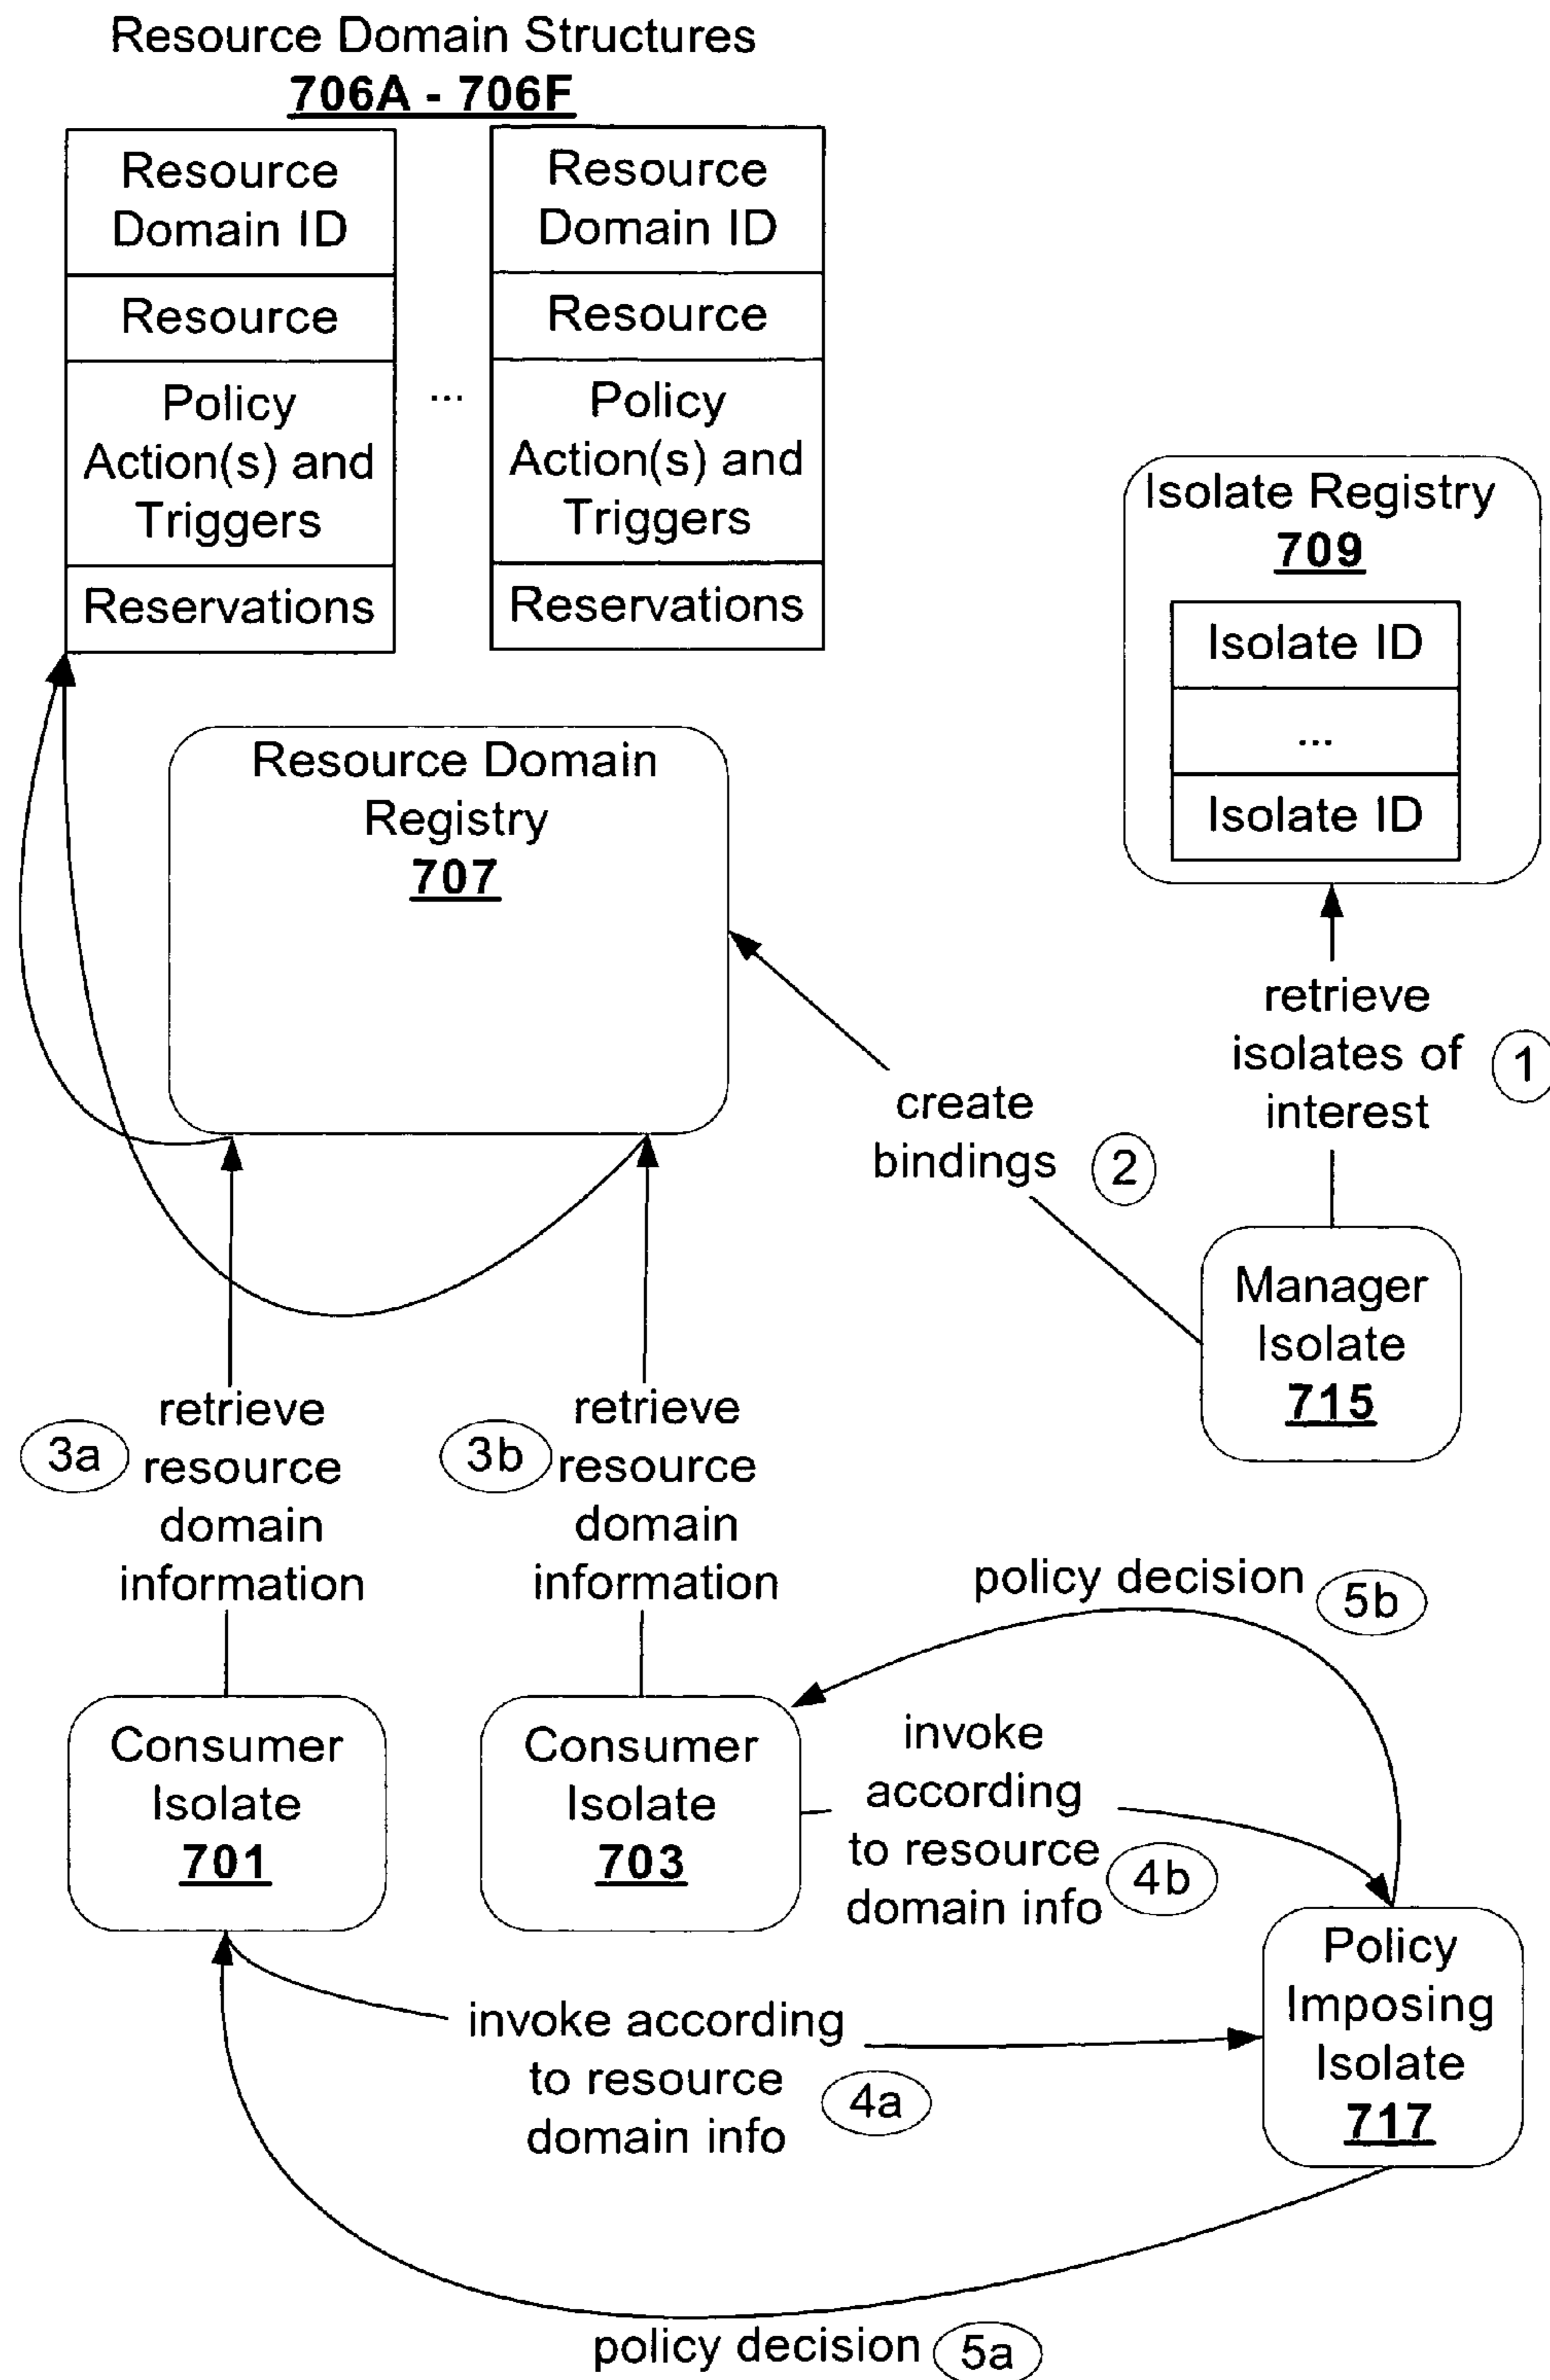 Resource Domain Structures
706A - 706F
Resource
Domain ID
Resource
Policy
Action(s) and
Triggers
Reservations
...
Resource
Domain ID
Resource
Policy
Action(s) and
Triggers
Reservations
Isolate Registry
709
Isolate ID
...
Isolate ID
Resource Domain
Registry
707
retrieve
isolates of
interest
1
create
bindings
2
Manager
Isolate
715
3a
retrieve
resource
domain
information
3b
retrieve
resource
domain
information
policy decision
5b
Consumer
Isolate
701
Consumer
Isolate
703
invoke
according
to resource
domain info
4b
Policy
Imposing
Isolate
717
invoke according
to resource
domain info
4a
policy decision
5a